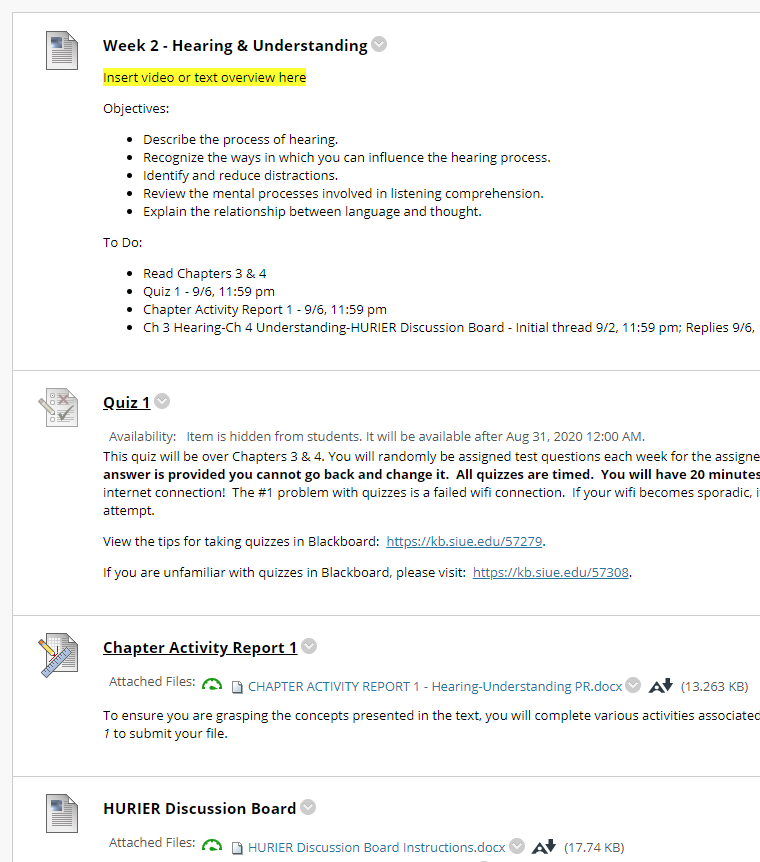 Week 2 - Hearing & Understanding
Insert video or text overview here
Objectives:
Describe the process of hearing.
Recognize the ways in which you can influence the hearing process.
Identify and reduce distractions.
Review the mental processes involved in listening comprehension.
Explain the relationship between language and thought.
To Do:
Read Chapters 3 & 4
Quiz 1 - 9/6, 11:59 pm
Chapter Activity Report 1 - 9/6, 11:59 pm
Ch 3 Hearing-Ch 4 Understanding-HURIER Discussion Board - Initial thread 9/2, 11:59 pm; Replies 9/6,
Quiz 1
Availability: Item is hidden from students. It will be available after Aug 31, 2020 12:00 AM.
This quiz will be over Chapters 3 & 4. You will randomly be assigned test questions each week for the assigne
answer is provided you cannot go back and change it. All quizzes are timed. You will have 20 minutes
internet connection! The #1 problem with quizzes is a failed wifi connection. If your wifi becomes sporadic, i
attempt.
View the tips for taking quizzes in Blackboard: https://kb.siue.edu/57279.
If you are unfamiliar with quizzes in Blackboard, please visit: https://kb.siue.edu/57308.
Chapter Activity Report 1
Attached Files: CHAPTER ACTIVITY REPORT 1 - Hearing-Understanding PR.docx (13.263 KB)
To ensure you are grasping the concepts presented in the text, you will complete various activities associated
1 to submit your file.
HURIER Discussion Board
Attached Files: HURIER Discussion Board Instructions.docx (17.74 KB)